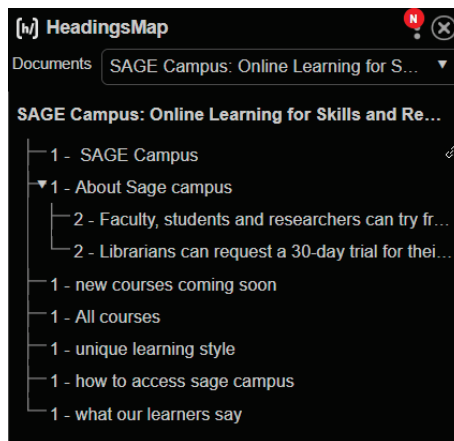 [h/] HeadingsMap
N
Documents SAGE Campus: Online Learning for S...
SAGE Campus: Online Learning for Skills and Re...
1 - SAGE Campus
1 - About Sage campus
2 - Faculty, students and researchers can try fr...
2 - Librarians can request a 30-day trial for thei...
1 - new courses coming soon
1 - All courses
1 - unique learning style
1 - how to access sage campus
1 - what our learners say